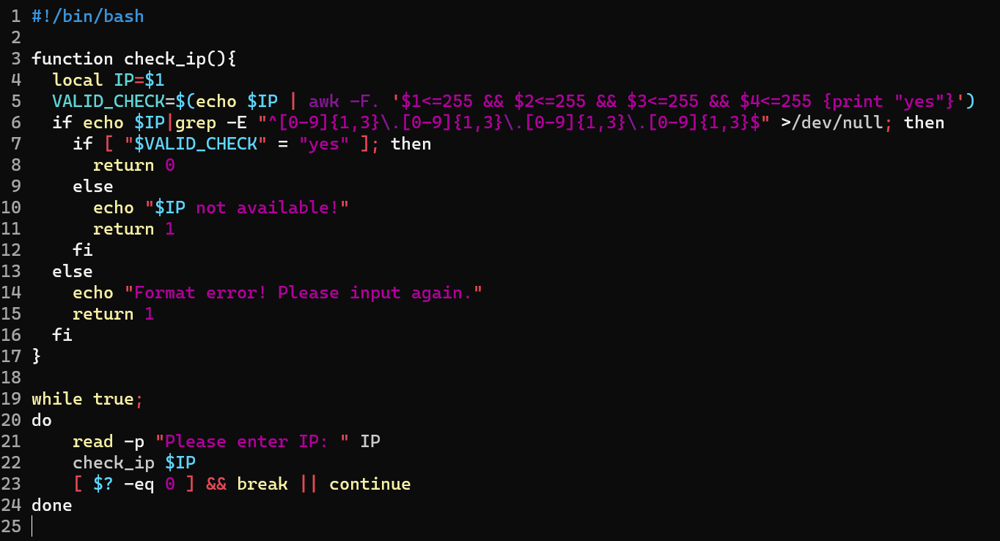 1 #!/bin/bash
2
3 function check_ip(){
4   local IP=$1
5   VALID_CHECK=$(echo $IP | awk -F. '$1<=255 && $2<=255 && $3<=255 && $4<=255 {print "yes"}')
6   if echo $IP|grep -E "^[0-9]{1,3}\.[0-9]{1,3}\.[0-9]{1,3}\.[0-9]{1,3}$" >/dev/null; then
7     if [ "$VALID_CHECK" = "yes" ]; then
8       return 0
9     else
10       echo "$IP not available!"
11       return 1
12     fi
13   else
14     echo "Format error! Please input again."
15     return 1
16   fi
17 }
18
19 while true;
20 do
21     read -p "Please enter IP: " IP
22     check_ip $IP
23     [ $? -eq 0 ] && break || continue
24 done
25